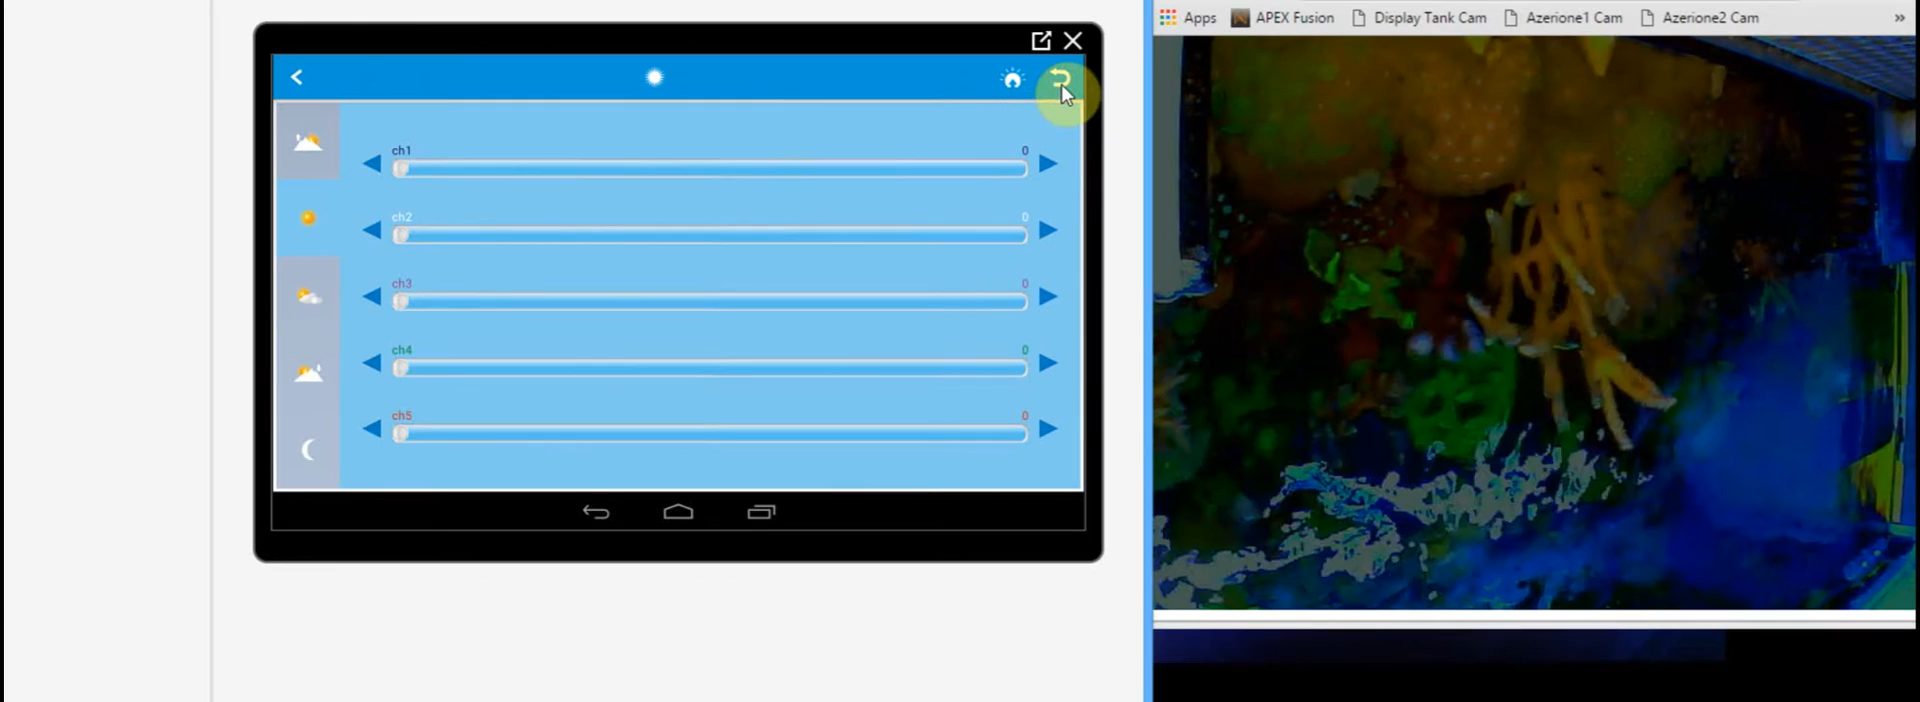 Apps APEX Fusion Display Tank Cam Azerione1 Cam Azerione2 Cam »
ch1 0
ch2 0
ch3 0
ch4 0
ch5 0